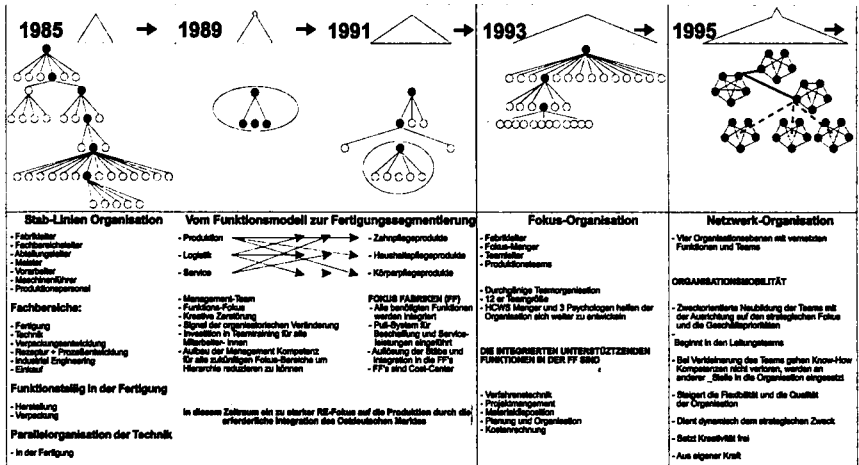 1985
1989
1991
1993
1995
Stab-Linien Organisation
- Fabrikleiter
- Fachbereichsleiter
- Abteilungsleiter
- Meister
- Vorarbeiter
- Maschinenführer
- Produktionspersonal
Fachbereiche:
- Fertigung
- Technik
- Verpackungsentwicklung
- Rezeptur + Prozeßentwicklung
- Industrial Engineering
- Einkauf
Funktionsteilig in der Fertigung
- Herstellung
- Verpackung
Parallelorganisation der Technik
- In der Fertigung
Vom Funktionsmodell zur Fertigungssegmentierung
- Produktion
- Logistik
- Service
- Zahnpflegeprodukte
- Haushaltspflegeprodukte
- Körperpflegeprodukte
- Management-Team
- Funktions-Fokus
- Kreative Zerstörung
- Signal der organisatorischen Veränderung
- Investition in Teamtraining für alle
Mitarbeiter- innen
- Aufbau der Management Kompetenz
für alle zukünftigen Fokus-Bereiche um
Hierarchie reduzieren zu können
FOKUS FABRIKEN (FF)
- Alle benötigten Funktionen
werden integriert
- Pull-System für
Beschaffung und Service-
leistungen eingeführt
- Auflösung der Stäbe und
Integration in die FF's
- FF's sind Cost-Center
In diesem Zeitraum ein zu starker RE-Fokus auf die Produktion durch die
erforderliche Integration des Ostdeutschen Marktes
Fokus-Organisation
- Fabrikleiter
- Fokus-Manger
- Teamleiter
- Produktionsteams
- Durchgängige Teamorganisation
- 12 er Teamgröße
- HCWS Manger und 3 Psychologen helfen der
Organisation sich weiter zu entwickeln
DIE INTEGRIERTEN UNTERSTÜTZTENDEN
FUNKTIONEN IN DER FF SIND
- Verfahrenstechnik
- Projektmangement
- Materialdisposition
- Planung und Organisation
- Kostenrechnung
Netzwerk-Organisation
- Vier Organisationsebenen mit vernetzten
Funktionen und Teams
ORGANISATIONSMOBILITÄT
- Zweckorientierte Neubildung der Teams mit
der Ausrichtung auf den strategischen Fokus
und die Geschäftsprioritäten
-
Beginnt in den Leitungsteams
- Bei Verkleinerung des Teams gehen Know-How
Kompetenzen nicht verloren, werden an
anderer _Stelle in die Organisation eingesetzt
- Steigert die Flexibilität und die Qualität
der Organisation
- Dient dynamisch dem strategischen Zweck
- Setzt Kreativität frei
- Aus eigener Kraft